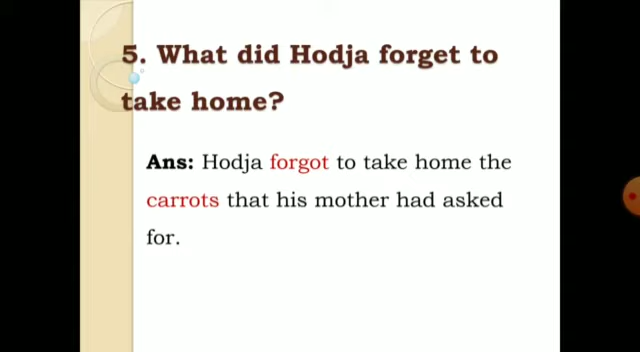 5. What did Hodja forget to
take home?
Ans: Hodja forgot to take home the
carrots that his mother had asked
for.